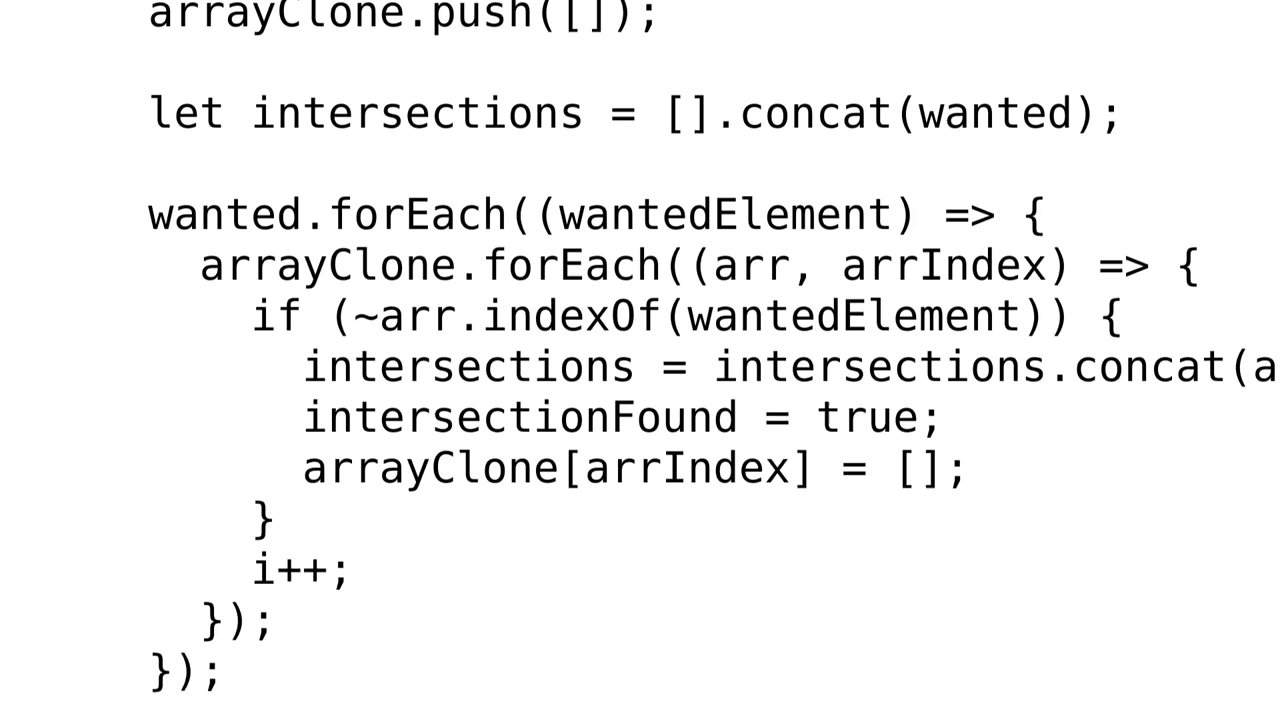 arrayClone.push([]);
let intersections = [].concat(wanted);
wanted.forEach((wantedElement) => {
arrayClone.forEach((arr, arrIndex) => {
if (~arr.indexOf(wantedElement)) {
intersections = intersections.concat(a
intersectionFound = true;
arrayClone[arrIndex] = [];
}
i++;
});
});